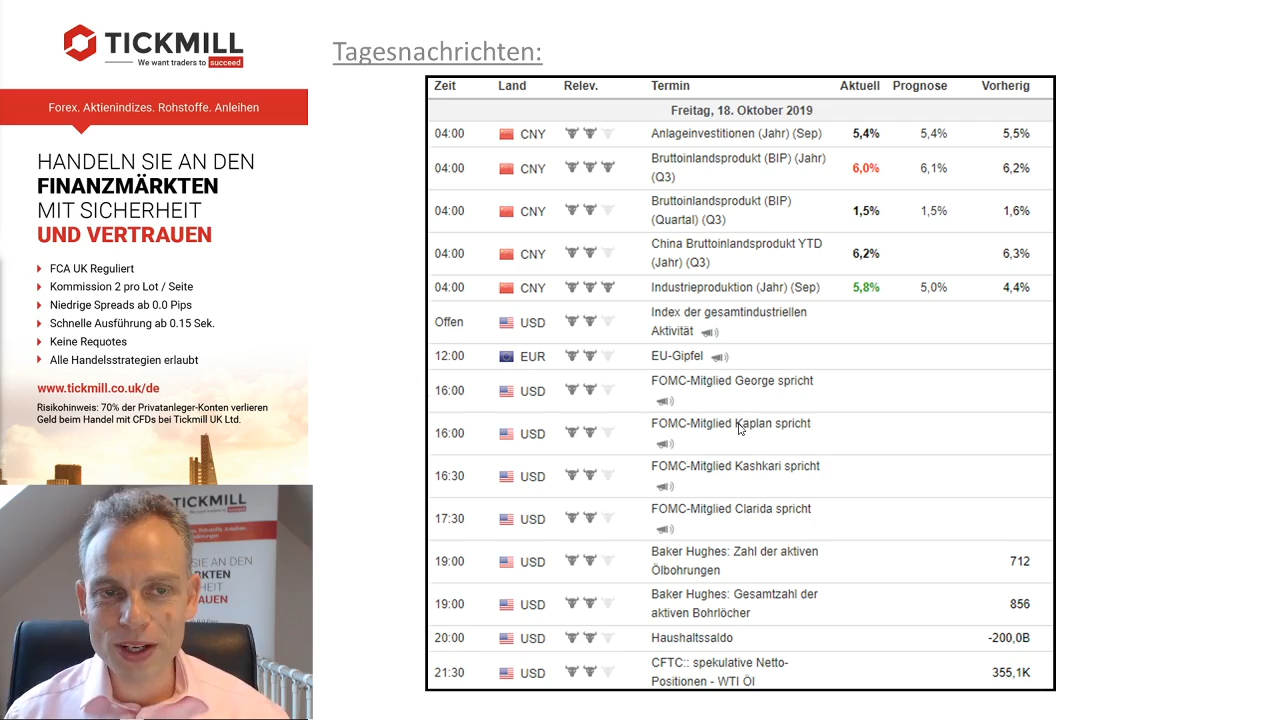 TICKMILL
We want traders to succeed
Forex. Aktienindizes. Rohstoffe. Anleihen
HANDELN SIE AN DEN
FINANZMÄRKTEN
MIT SICHERHEIT
UND VERTRAUEN
FCA UK Reguliert
Kommission 2 pro Lot / Seite
Niedrige Spreads ab 0.0 Pips
Schnelle Ausführung ab 0.15 Sek.
Keine Requotes
Alle Handelsstrategien erlaubt
www.tickmill.co.uk/de
Risikohinweis: 70% der Privatanleger-Konten verlieren
Geld beim Handel mit CFDs bei Tickmill UK Ltd.
TICKMILL
SIE AN DEN
RKTEN
HEIT
AUEN
Tagesnachrichten:
Zeit Land Relev. Termin Aktuell Prognose Vorherig
Freitag, 18. Oktober 2019
04:00 CNY Anlageinvestitionen (Jahr) (Sep) 5,4% 5,4% 5,5%
04:00 CNY Bruttoinlandsprodukt (BIP) (Jahr) 6,0% 6,1% 6,2%
(Q3)
04:00 CNY Bruttoinlandsprodukt (BIP) 1,5% 1,5% 1,6%
(Quartal) (Q3)
04:00 CNY China Bruttoinlandsprodukt YTD 6,2% 6,3%
(Jahr) (Q3)
04:00 CNY Industrieproduktion (Jahr) (Sep) 5,8% 5,0% 4,4%
Offen USD Index der gesamtindustriellen
Aktivität
12:00 EUR EU-Gipfel
16:00 USD FOMC-Mitglied George spricht
16:00 USD FOMC-Mitglied Kaplan spricht
16:30 USD FOMC-Mitglied Kashkari spricht
17:30 USD FOMC-Mitglied Clarida spricht
19:00 USD Baker Hughes: Zahl der aktiven 712
Ölbohrungen
19:00 USD Baker Hughes: Gesamtzahl der 856
aktiven Bohrlöcher
20:00 USD Haushaltssaldo -200,0B
21:30 USD CFTC:: spekulative Netto- 355,1K
Positionen - WTI Öl